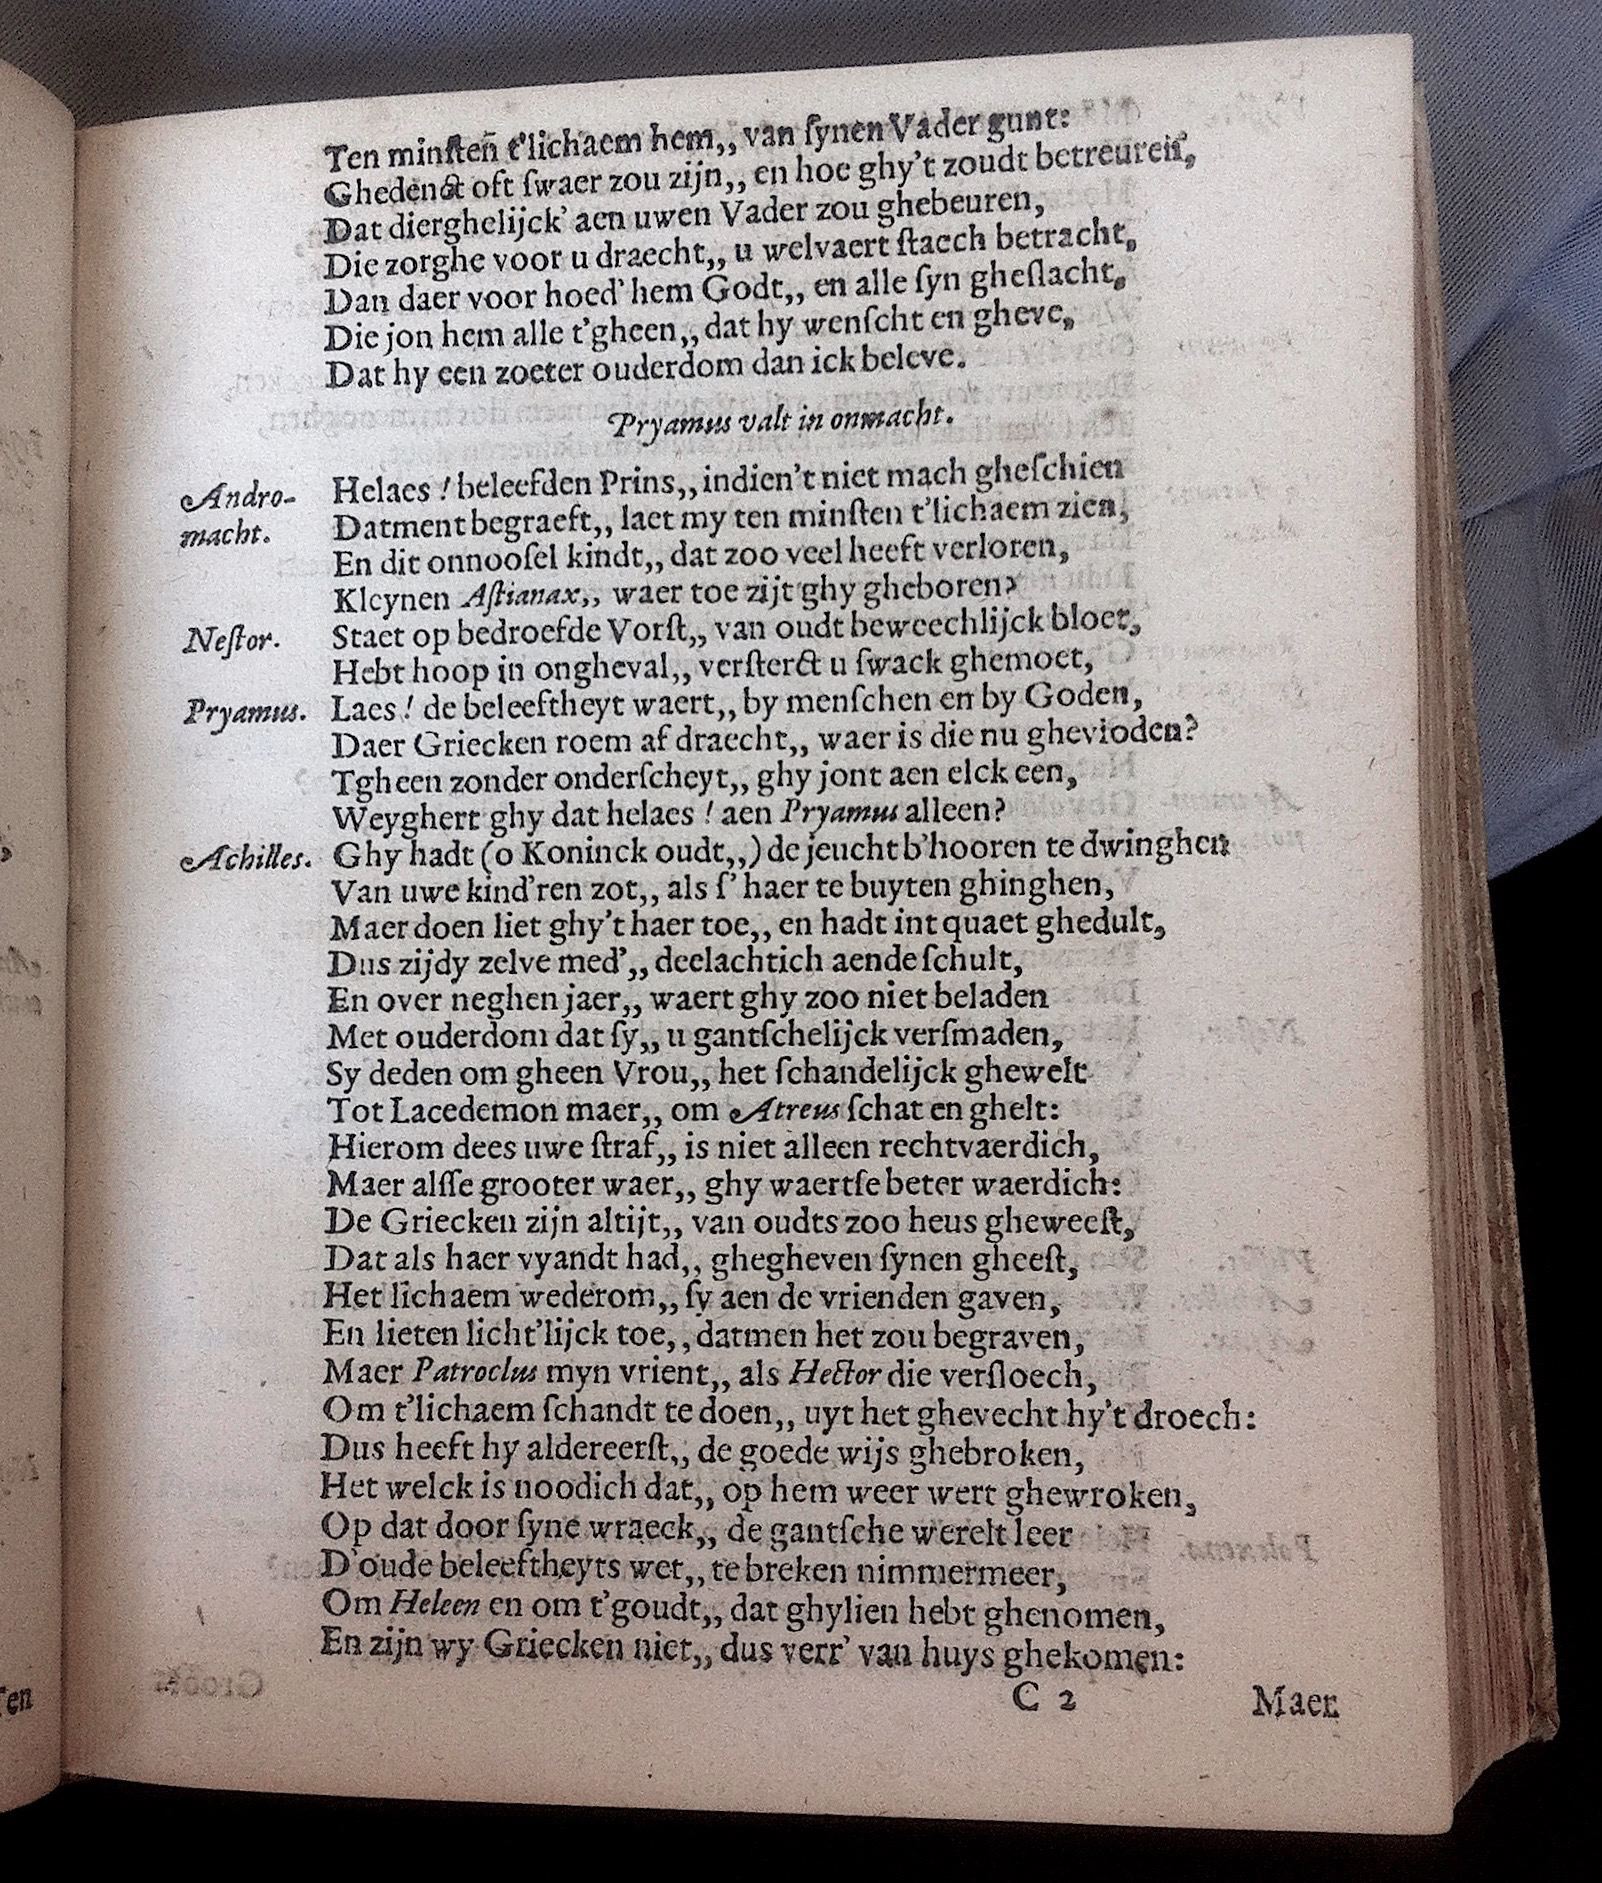 Ten minſten t'lichaem hem,, van ſynen Vader gunt:
Ghedenckt oft ſwaer zou zijn,, en hoe ghy't zoudt betreuren,
Dat dierghelijck' aen uwen Vader zou ghebeuren,
Die zorghe voor u draecht,, u welvaert ſtaech betracht,
Dan daer voor hoed' hem Godt,, en alle ſyn gheſlacht,
Die jon hem alle t'gheen,, dat hy wenſcht en gheve,
Dat hy een zoeter ouderdom dan ick beleve.
Pryamus valt in onmacht.
Andro- Helaes ! beleefden Prins,, indien't niet mach gheſchien
macht. Datment begraeft,, laet my ten minſten t'lichaem zien,
En dit onnooſel kindt,, dat zoo veel heeft verloren,
Kleynen Aſtianax,, waer toe zijt ghy gheboren?
Neſtor. Staet op bedroefde Vorſt,, van oudt beweechlijck bloet,
Hebt hoop in ongheval,, verſterct u ſwack ghemoet,
Pryamus. Laes ! de beleeftheyt waert,, by menſchen en by Goden,
Daer Griecken roem af draecht,, waer is die nu ghevloden?
Tgheen zonder onderſcheyt,, ghy jont aen elck een,
Weyghert ghy dat helaes ! aen Pryamus alleen?
Achilles. Ghy hadt (o Koninck oudt,,) de jeucht b'hooren te dwinghen
Van uwe kind'ren zot,, als ſ' haer te buyten ghinghen,
Maer doen liet ghy't haer toe,, en hadt int quaet ghedult,
Dus zijdy zelve med',, deelachtich aende ſchult,
En over neghen jaer,, waert ghy zoo niet beladen
Met ouderdom dat ſy,, u gantſchelijck verſmaden,
Sy deden om gheen Vrou,, het ſchandelijck ghewelt
Tot Lacedemon maer,, om Atreus ſchat en ghelt:
Hierom dees uwe ſtraf,, is niet alleen rechtvaerdich,
Maer alſſe grooter waer,, ghy waertſe beter waerdich:
De Griecken zijn altijt,, van oudts zoo heus gheweeſt,
Dat als haer vyandt had,, ghegheven ſynen gheeſt,
Het lichaem wederom,, ſy aen de vrienden gaven,
En lieten licht'lijck toe,, datmen het zou begraven,
Maer Patroclus myn vrient,, als Hector die verſloech,
Om t'lichaem ſchandt te doen,, uyt het ghevecht hy't droech:
Dus heeft hy aldereerſt,, de goede wijs ghebroken,
Het welck is noodich dat,, op hem weer wert ghewroken,
Op dat door ſyne wraeck,, de gantſche werelt leer
D'oude beleeftheyts wet,, te breken nimmermeer,
Om Heleen en om t'goudt,, dat ghylien hebt ghenomen,
En zijn wy Griecken niet,, dus verr' van huys ghekomen:
C 2 Maer